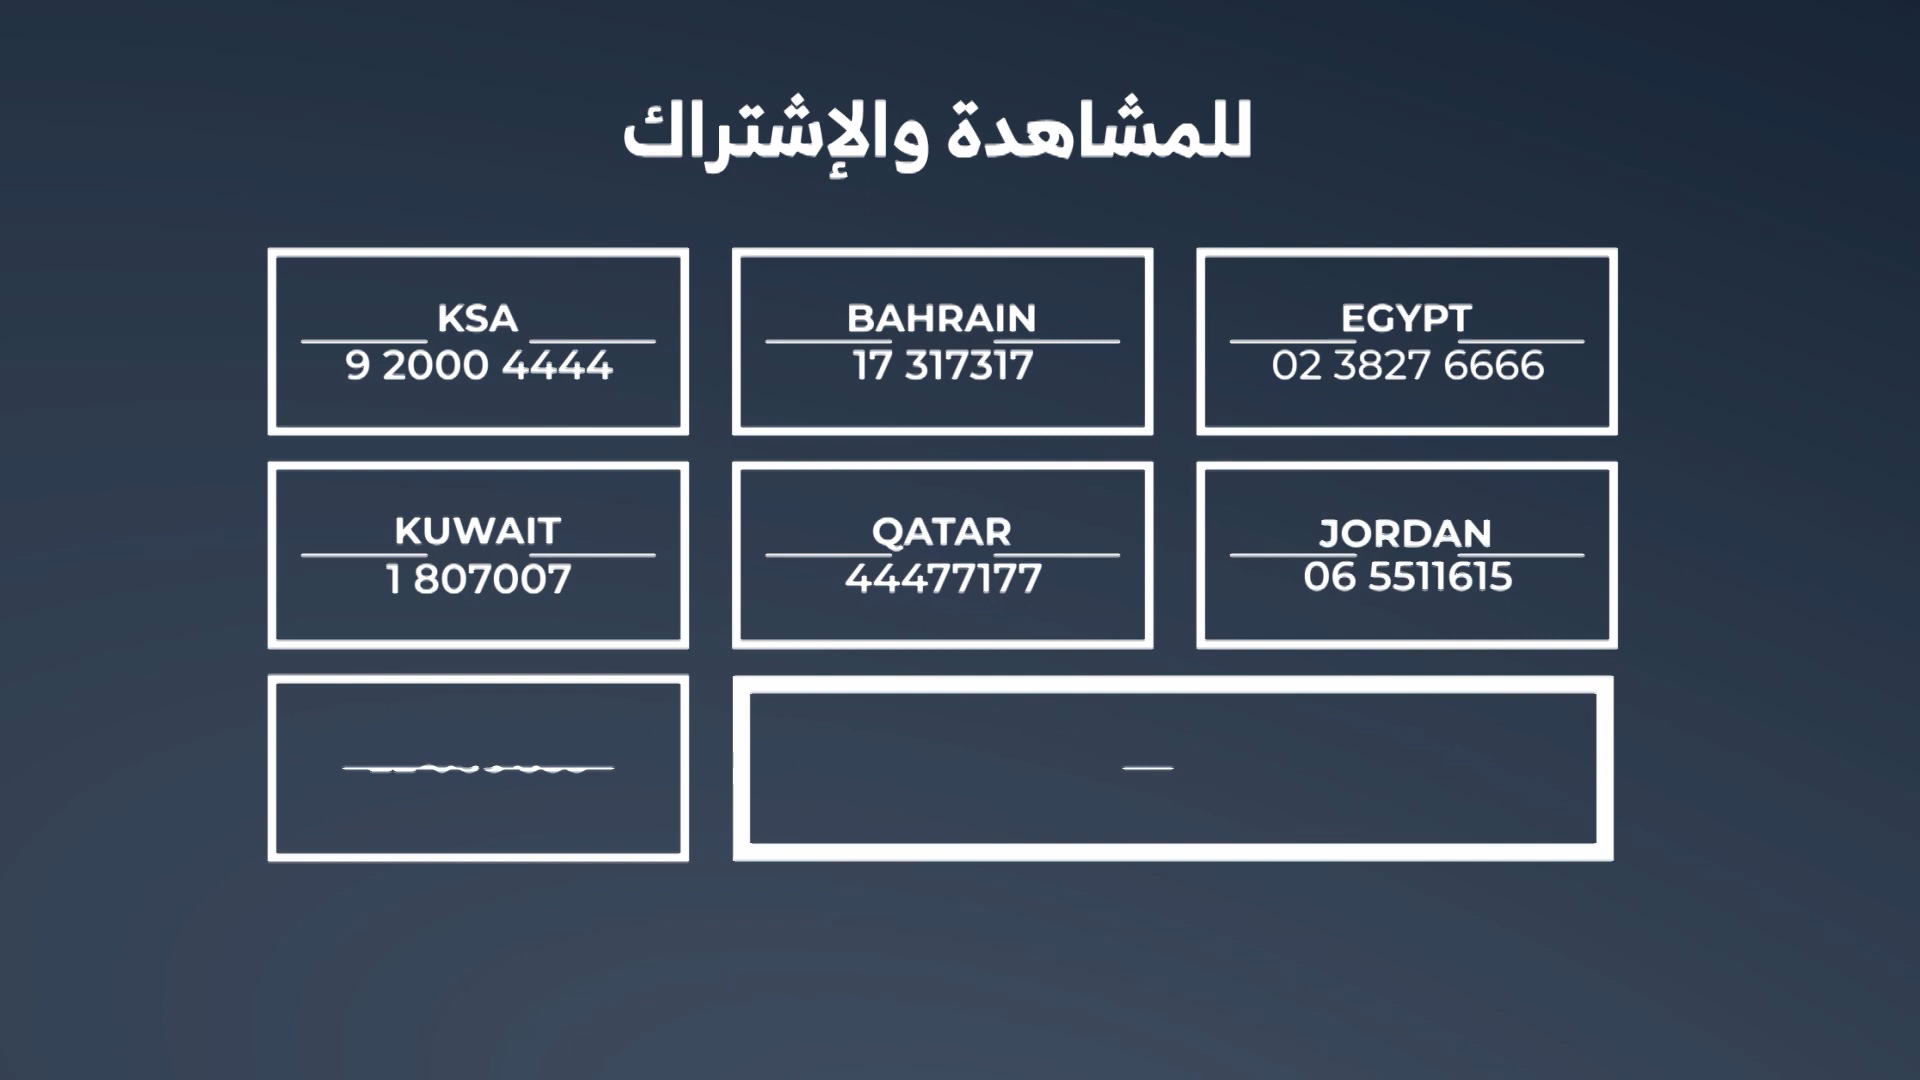 للمشاهدة والإشتراك
KSA
9 2000 4444
BAHRAIN
17 317317
EGYPT
02 3827 6666
KUWAIT
1 807007
QATAR
44477177
JORDAN
06 5511615